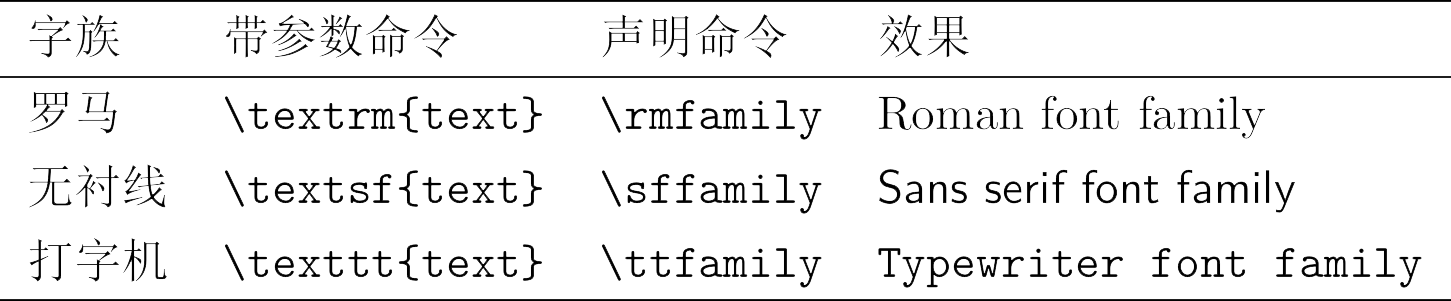 字族 带参数命令 声明命令 效果
罗马 \textrm{text} \rmfamily Roman font family
无衬线 \textsf{text} \sffamily Sans serif font family
打字机 \texttt{text} \ttfamily Typewriter font family